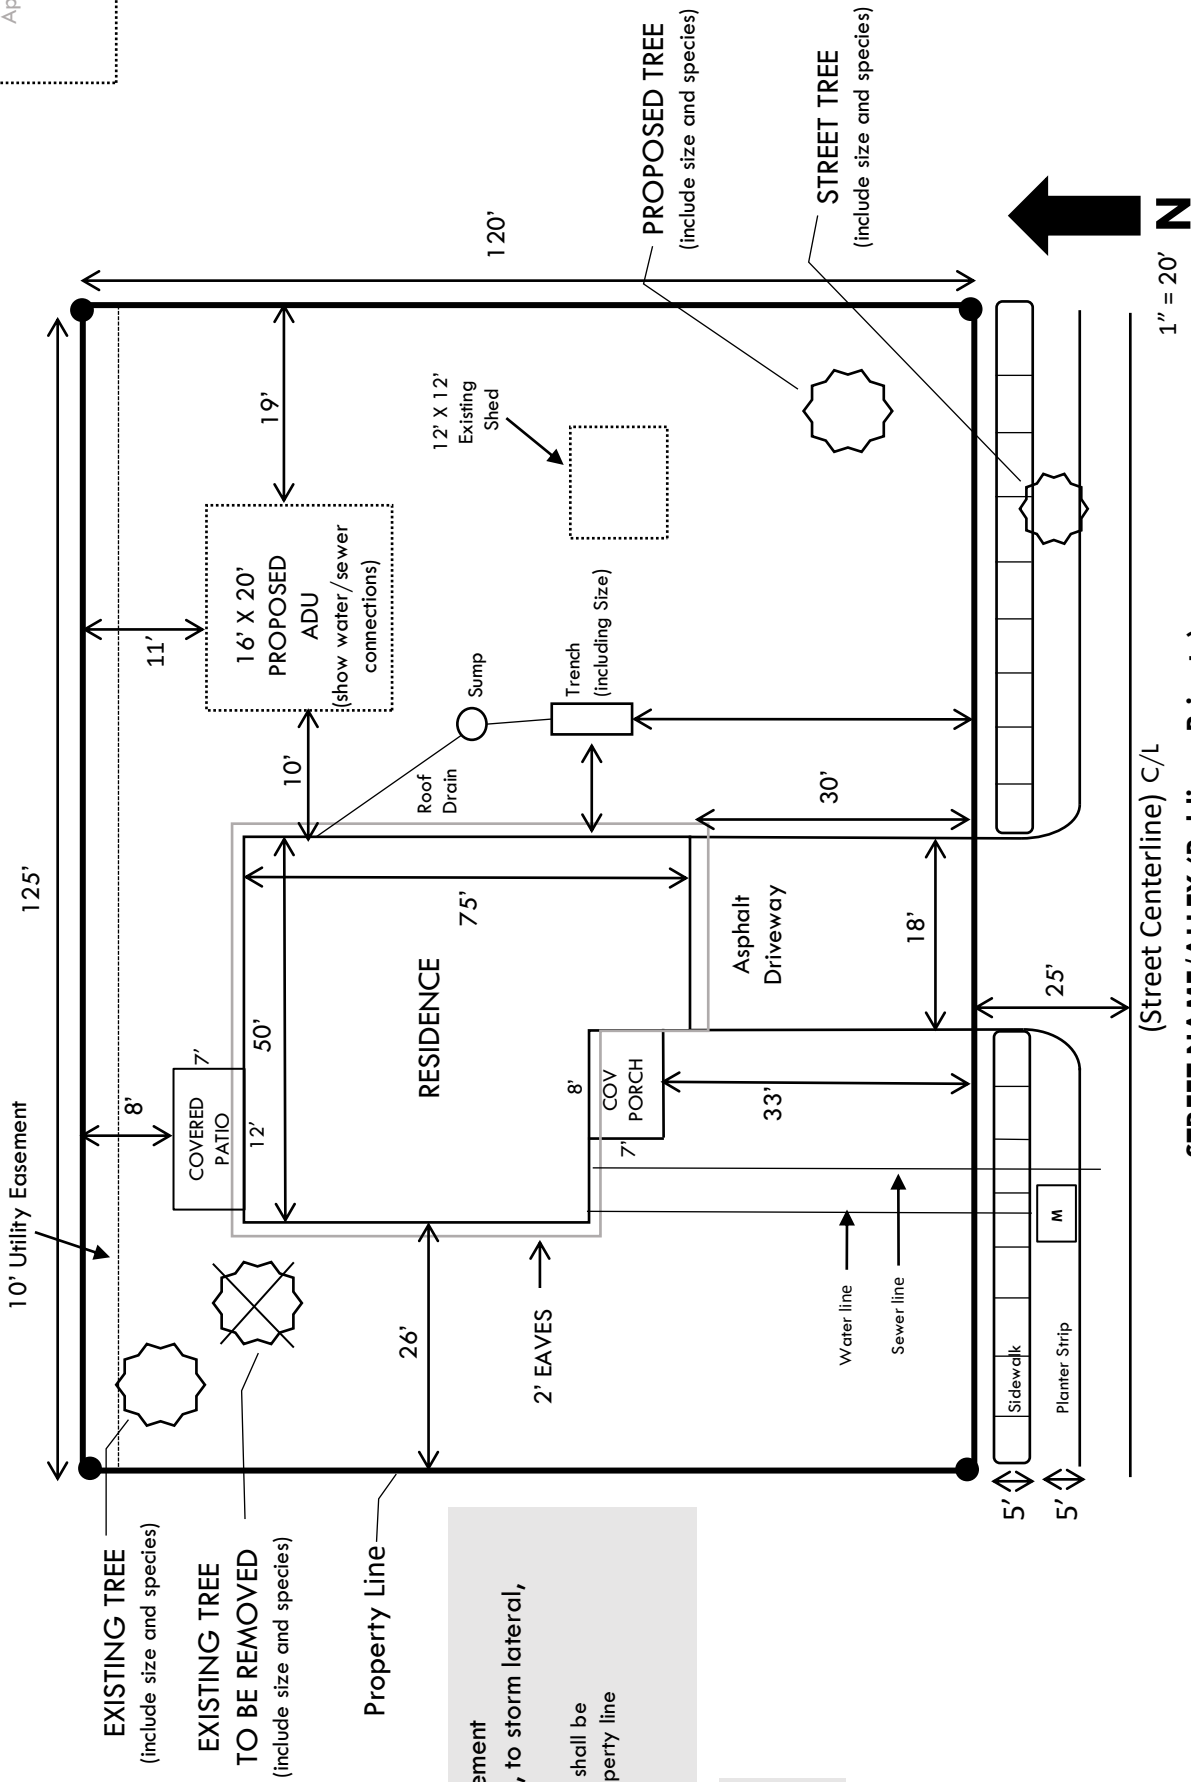 Ap
10' Utility Easement
125'
EXISTING TREE
(include size and species)
EXISTING TREE
TO BE REMOVED
(include size and species)
Property Line
8'
COVERED
PATIO
7'
12'
50'
11'
16' X 20'
PROPOSED
ADU
(show water/sewer
connections)
19'
120'
10'
Roof
Drain
Sump
Trench
(including Size)
12' X 12'
Existing
Shed
PROPOSED TREE
(include size and species)
STREET TREE
(include size and species)
26'
RESIDENCE
75'
2' EAVES
8'
COV
PORCH
7'
33'
Asphalt
Driveway
30'
18'
Water line
Sewer line
25'
W
Sidewalk
Planter Strip
5'
5'
(Street Centerline) C/L
N
1" = 20'
ement
, to storm lateral,
shall be
perty line